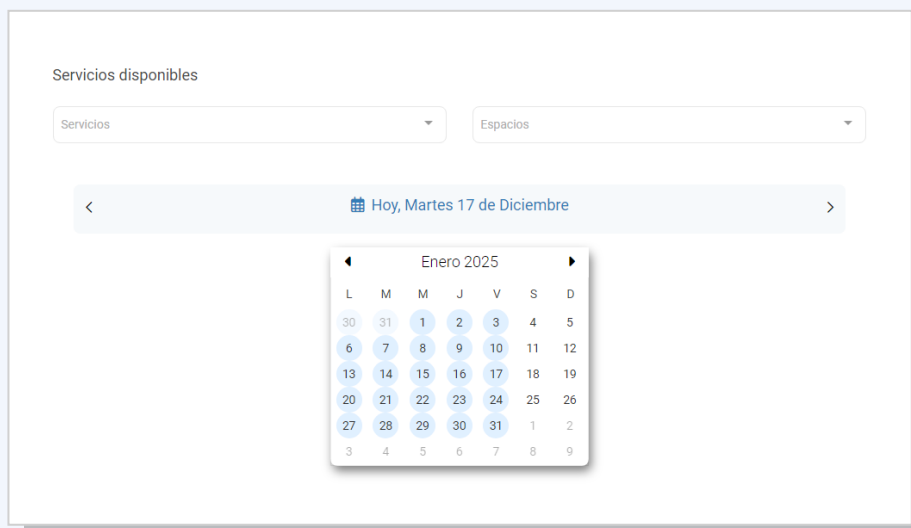 Servicios disponibles
Servicios Espacios
Hoy, Martes 17 de Diciembre
Enero 2025
L M M J V S D
30 31 1 2 3 4 5
6 7 8 9 10 11 12
13 14 15 16 17 18 19
20 21 22 23 24 25 26
27 28 29 30 31 1 2
3 4 5 6 7 8 9